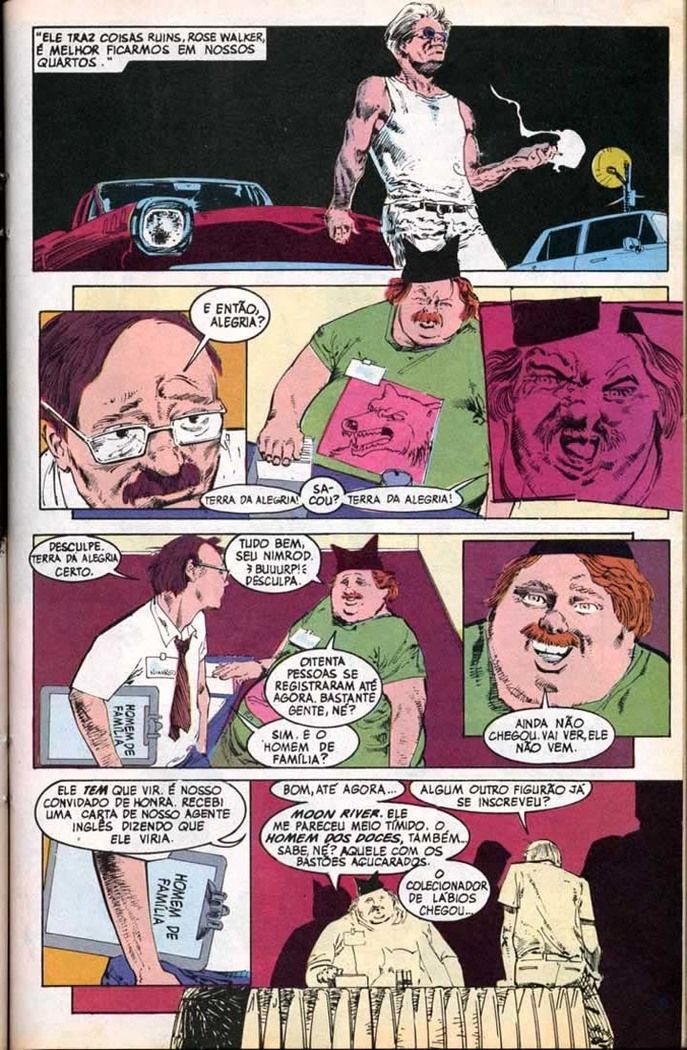 "ELE TRAZ COISAS RUINS, ROSE WALKER,
É MELHOR FICARMOS EM NOSSOS
QUARTOS."
E ENTÃO,
ALEGRIA?
TERRA DA ALEGRIA!
SA-
COU?
TERRA DA ALEGRIA!
DESCULPE.
TERRA DA ALEGRIA
CERTO.
TUDO BEM,
SEU NIMROD.
BUUURP!
DESCULPA.
NIMROD
HOMEM DE
FAMÍLIA
OITENTA
PESSOAS SE
REGISTRARAM ATÉ
AGORA. BASTANTE
GENTE, NÉ?
SIM. E O
HOMEM DE
FAMÍLIA?
AINDA NÃO
CHEGOU. VAI VER, ELE
NÃO VEM.
ELE TEM QUE VIR. É NOSSO
CONVIDADO DE HONRA. RECEBI
UMA CARTA DE NOSSO AGENTE
INGLÊS DIZENDO QUE
ELE VIRIA.
HOMEM DE
FAMÍLIA
ALGUM OUTRO FIGURÃO JÁ
SE INSCREVEU?
BOM, ATÉ AGORA...
MOON RIVER. ELE
ME PARECEU MEIO TÍMIDO. O
HOMEM DOS DOCES, TAMBÉM...
SABE, NÉ? AQUELE COM OS
BASTÕES AÇUCARADOS.
O
COLECIONADOR
DE LÁBIOS
CHEGOU...